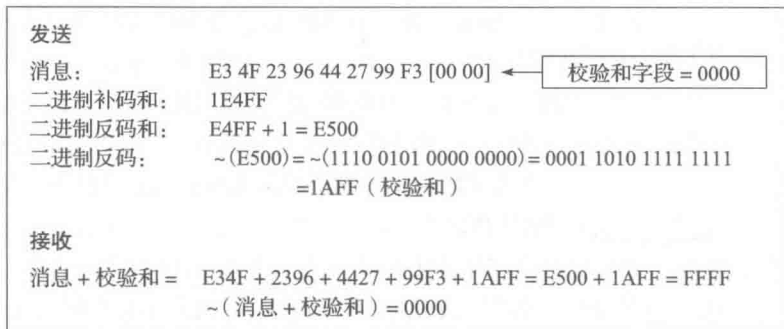 发送
消息： E3 4F 23 96 44 27 99 F3 [00 00] 校验和字段 = 0000
二进制补码和： 1E4FF
二进制反码和： E4FF + 1 = E500
二进制反码： ~(E500) = ~(1110 0101 0000 0000) = 0001 1010 1111 1111
=1AFF（校验和）
接收
消息 + 校验和 = E34F + 2396 + 4427 + 99F3 + 1AFF = E500 + 1AFF = FFFF
~（消息 + 校验和）= 0000